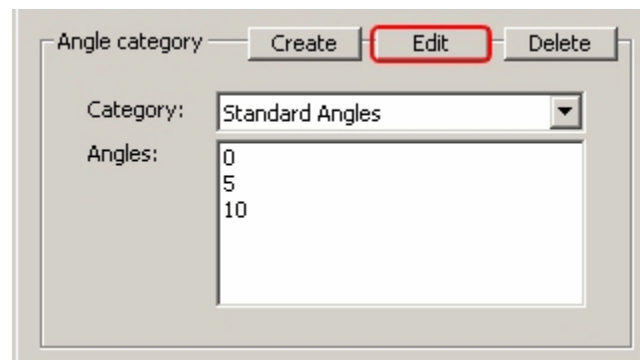 Angle category Create Edit Delete
Category: Standard Angles
Angles: 0
5
10